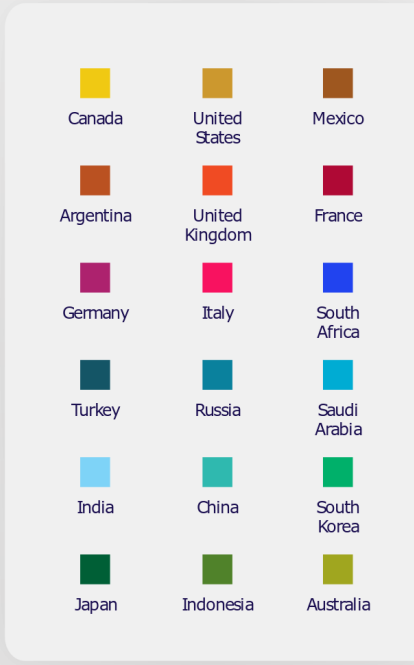 Canada
United
States
Mexico
Argentina
United
Kingdom
France
Germany
Italy
South
Africa
Turkey
Russia
Saudi
Arabia
India
China
South
Korea
Japan
Indonesia
Australia